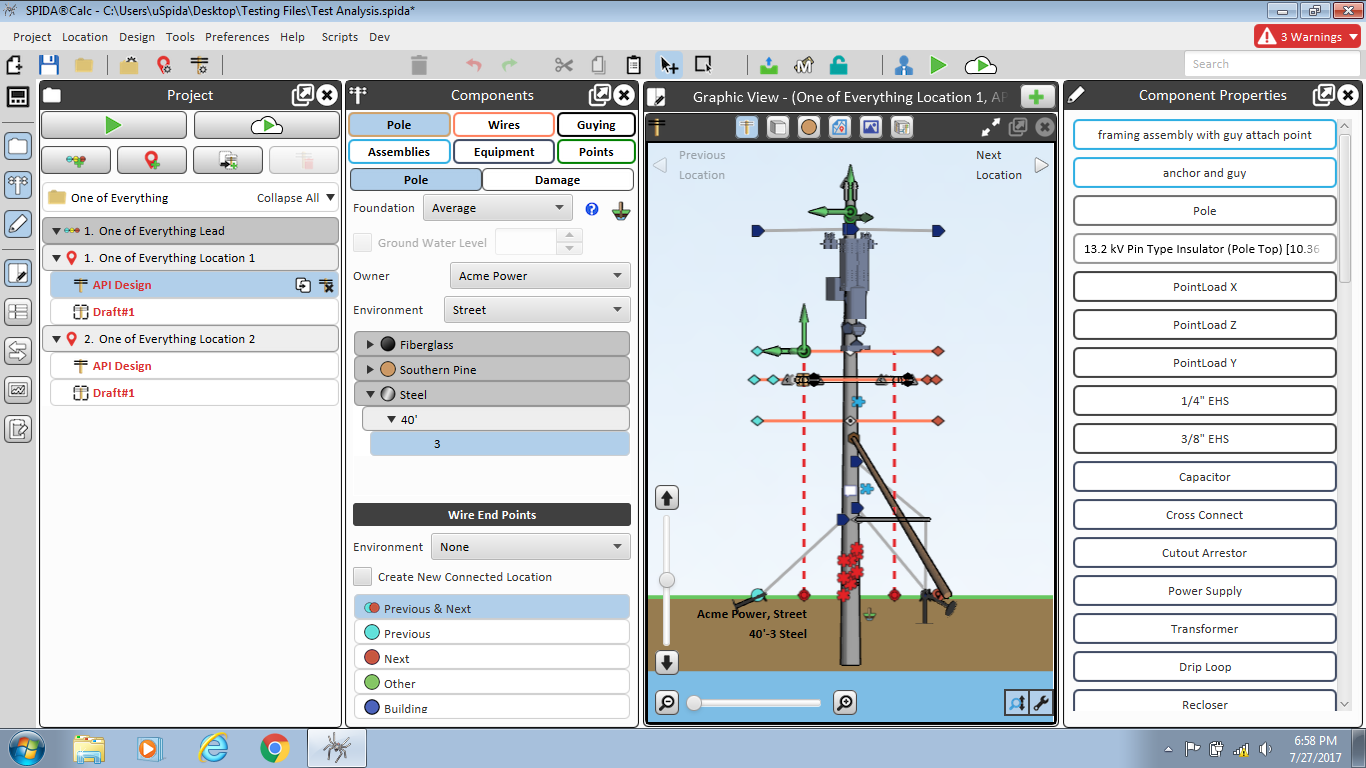 SPIDA®Calc - C:\Users\uSpida\Desktop\Testing Files\Test Analysis.spida*
Project Location Design Tools Preferences Help Scripts Dev
3 Warnings
Search
Project
One of Everything
Collapse All
1. One of Everything Lead
1. One of Everything Location 1
API Design
Draft#1
2. One of Everything Location 2
API Design
Draft#1
Components
Pole Wires Guying
Assemblies Equipment Points
Pole Damage
Foundation Average
Ground Water Level
Owner Acme Power
Environment Street
Fiberglass
Southern Pine
Steel
40'
3
Wire End Points
Environment None
Create New Connected Location
Previous & Next
Previous
Next
Other
Building
Graphic View - (One of Everything Location 1, AP
Previous
Location
Next
Location
Acme Power, Street
40'-3 Steel
Component Properties
framing assembly with guy attach point
anchor and guy
Pole
13.2 kV Pin Type Insulator (Pole Top) [10.36
PointLoad X
PointLoad Z
PointLoad Y
1/4" EHS
3/8" EHS
Capacitor
Cross Connect
Cutout Arrestor
Power Supply
Transformer
Drip Loop
Recloser
6:58 PM
7/27/2017